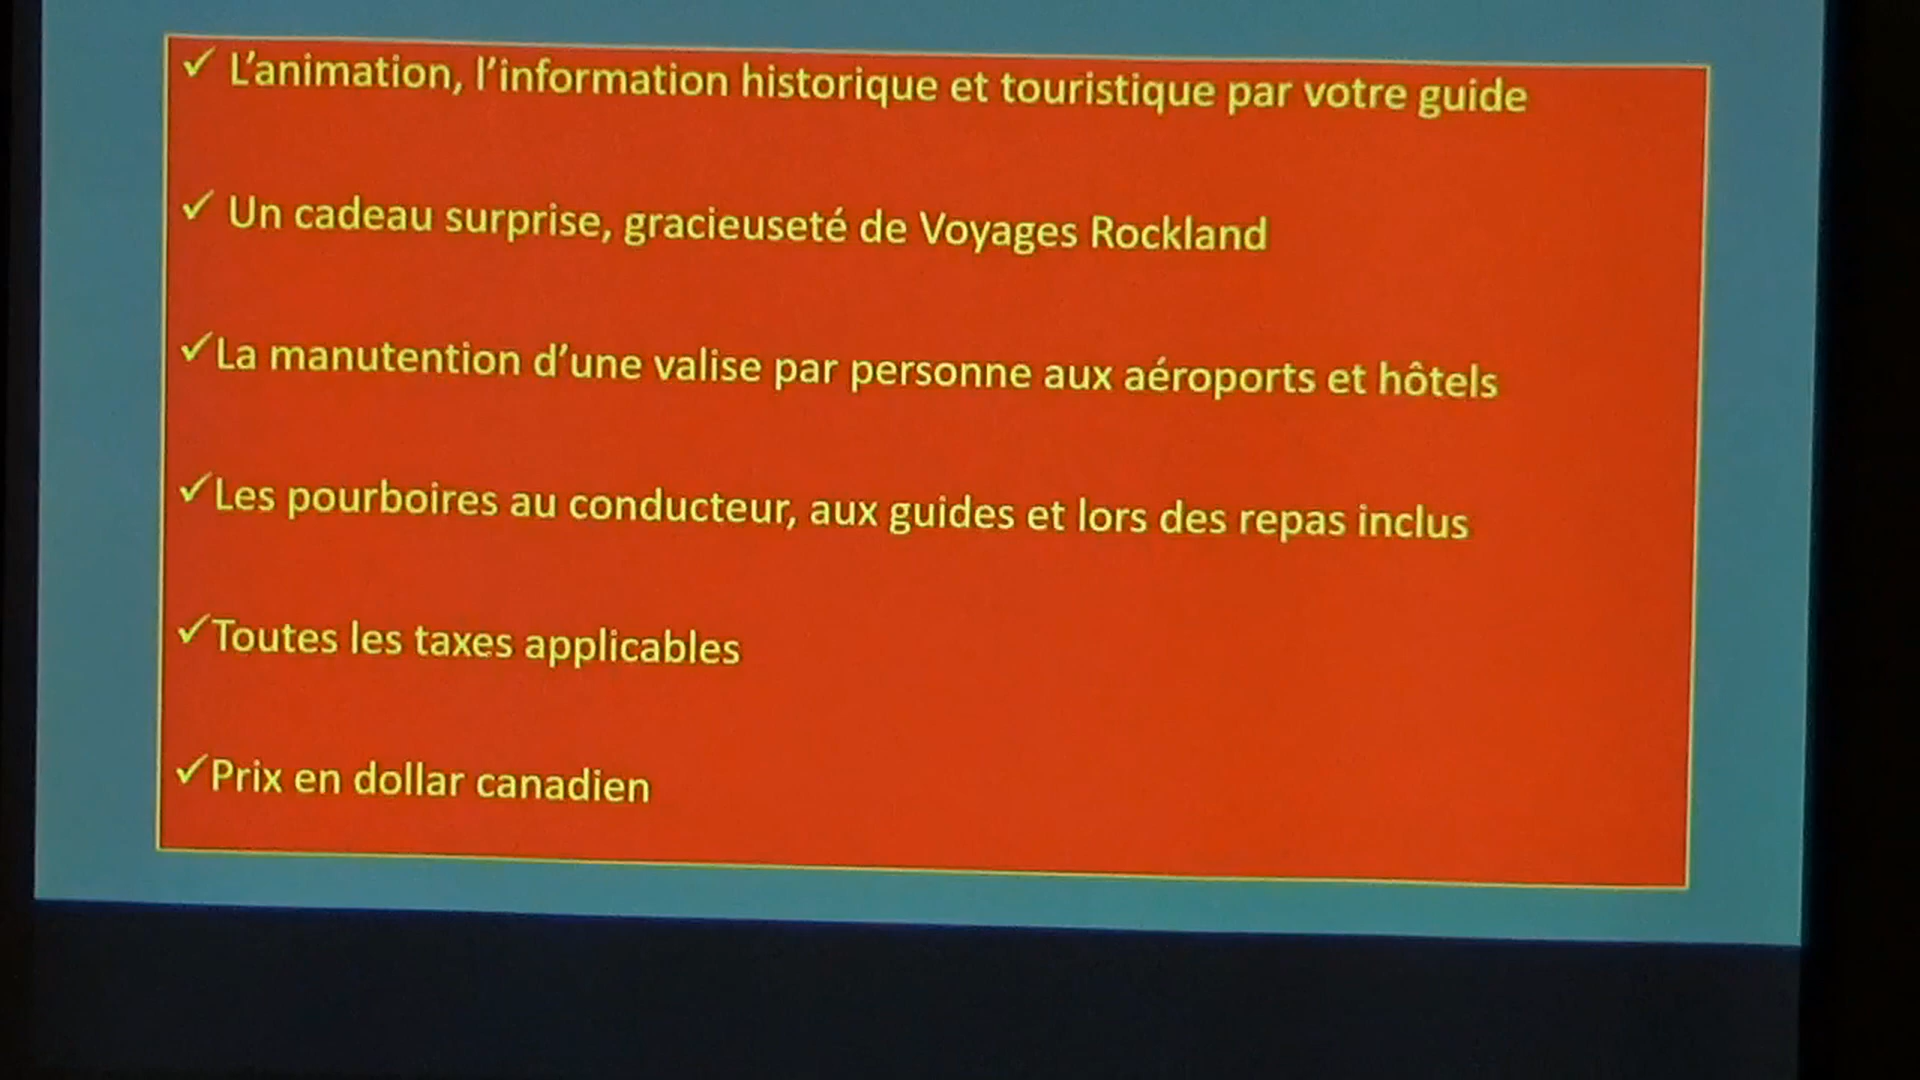 ✓ L'animation, l'information historique et touristique par votre guide
✓ Un cadeau surprise, gracieuseté de Voyages Rockland
✓ La manutention d'une valise par personne aux aéroports et hôtels
✓ Les pourboires au conducteur, aux guides et lors des repas inclus
✓ Toutes les taxes applicables
✓ Prix en dollar canadien